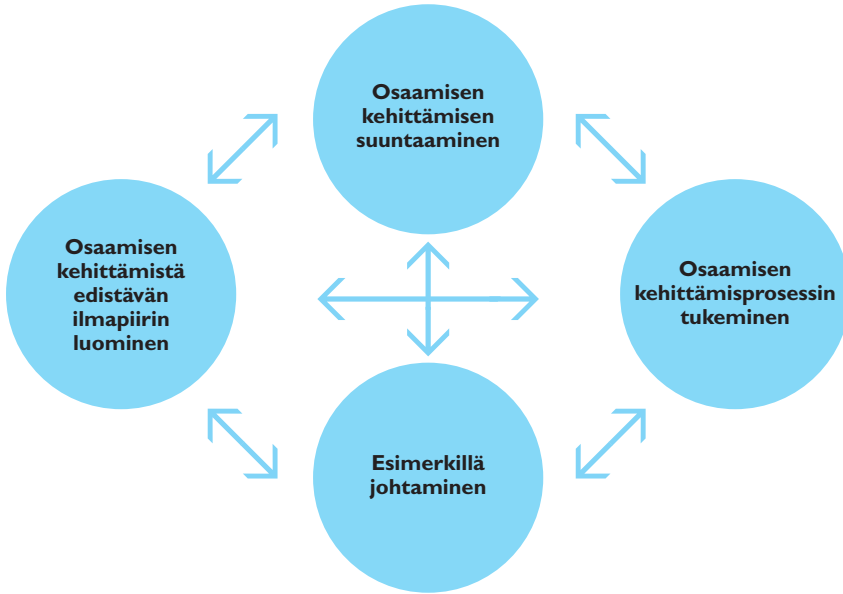 Osaamisen
kehittämisen
suuntaaminen
Osaamisen
kehittämistä
edistävän
ilmapiirin
luominen
Osaamisen
kehittämisprosessin
tukeminen
Esimerkillä
johtaminen